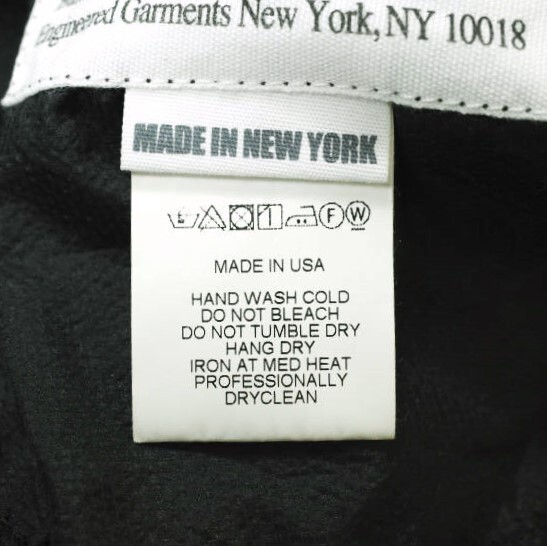 Engineered Garments New York, NY 10018
MADE IN NEW YORK
F W
MADE IN USA
HAND WASH COLD
DO NOT BLEACH
DO NOT TUMBLE DRY
HANG DRY
IRON AT MED HEAT
PROFESSIONALLY
DRYCLEAN